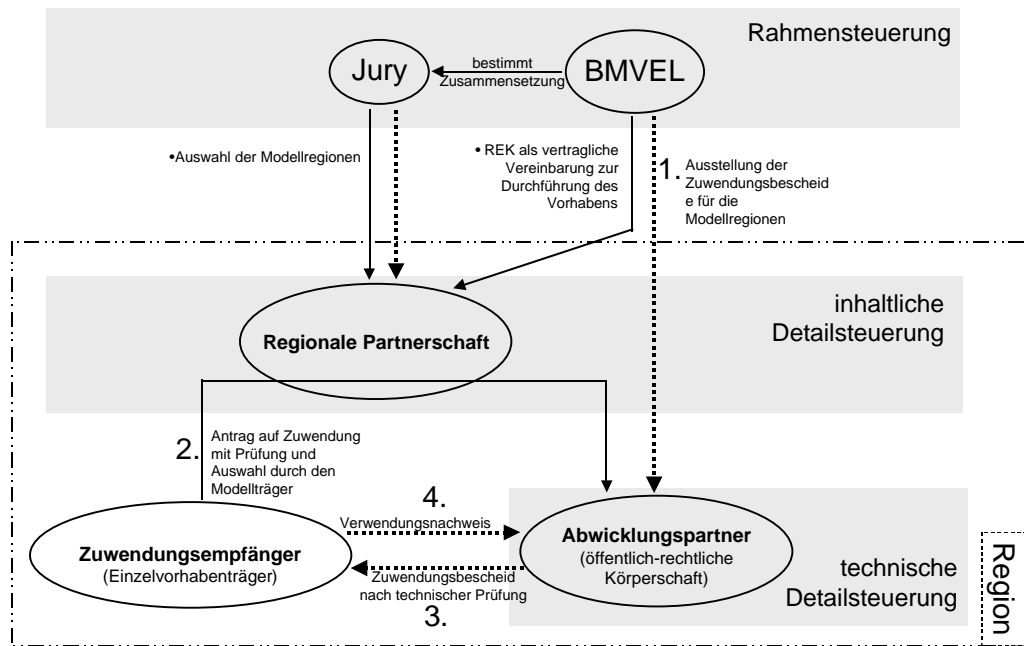 Rahmensteuerung
Jury
bestimmt
Zusammensetzung
BMVEL
•Auswahl der Modellregionen
• REK als vertragliche
Vereinbarung zur
Durchführung des
Vorhabens
1.
Ausstellung der
Zuwendungsbescheid
e für die
Modellregionen
inhaltliche
Detailsteuerung
Regionale Partnerschaft
2.
Antrag auf Zuwendung
mit Prüfung und
Auswahl durch den
Modellträger
4.
Verwendungsnachweis
Zuwendungsempfänger
(Einzelvorhabenträger)
Abwicklungspartner
(öffentlich-rechtliche
Körperschaft)
Zuwendungsbescheid
nach technischer Prüfung
3.
technische
Detailsteuerung
Region